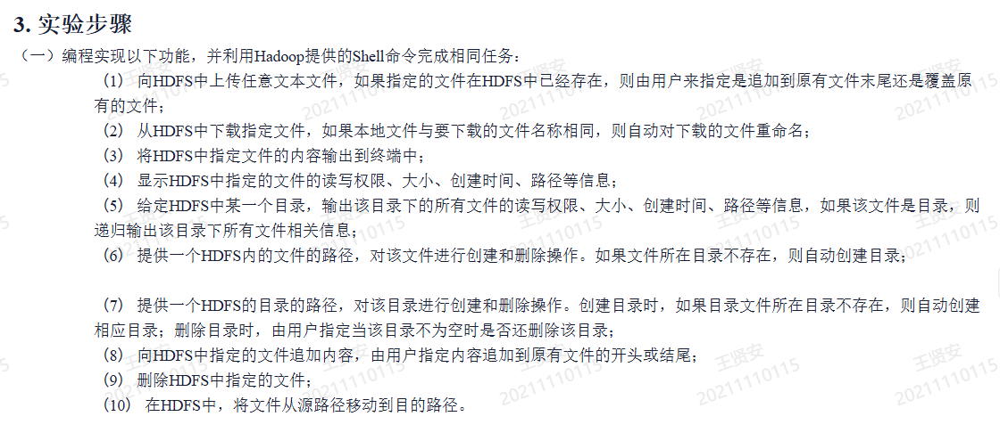 3. 实验步骤
（一）编程实现以下功能，并利用Hadoop提供的Shell命令完成相同任务：
(1) 向HDFS中上传任意文本文件，如果指定的文件在HDFS中已经存在，则由用户来指定是追加到原有文件末尾还是覆盖原
有的文件；
(2) 从HDFS中下载指定文件，如果本地文件与要下载的文件名称相同，则自动对下载的文件重命名；
(3) 将HDFS中指定文件的内容输出到终端中；
(4) 显示HDFS中指定的文件的读写权限、大小、创建时间、路径等信息；
(5) 给定HDFS中某一个目录，输出该目录下的所有文件的读写权限、大小、创建时间、路径等信息，如果该文件是目录，则
递归输出该目录下所有文件相关信息；
(6) 提供一个HDFS内的文件的路径，对该文件进行创建和删除操作。如果文件所在目录不存在，则自动创建目录；
(7) 提供一个HDFS的目录的路径，对该目录进行创建和删除操作。创建目录时，如果目录文件所在目录不存在，则自动创建
相应目录；删除目录时，由用户指定当该目录不为空时是否还删除该目录；
(8) 向HDFS中指定的文件追加内容，由用户指定内容追加到原有文件的开头或结尾；
(9) 删除HDFS中指定的文件；
(10) 在HDFS中，将文件从源路径移动到目的路径。
王贤安
20211110115